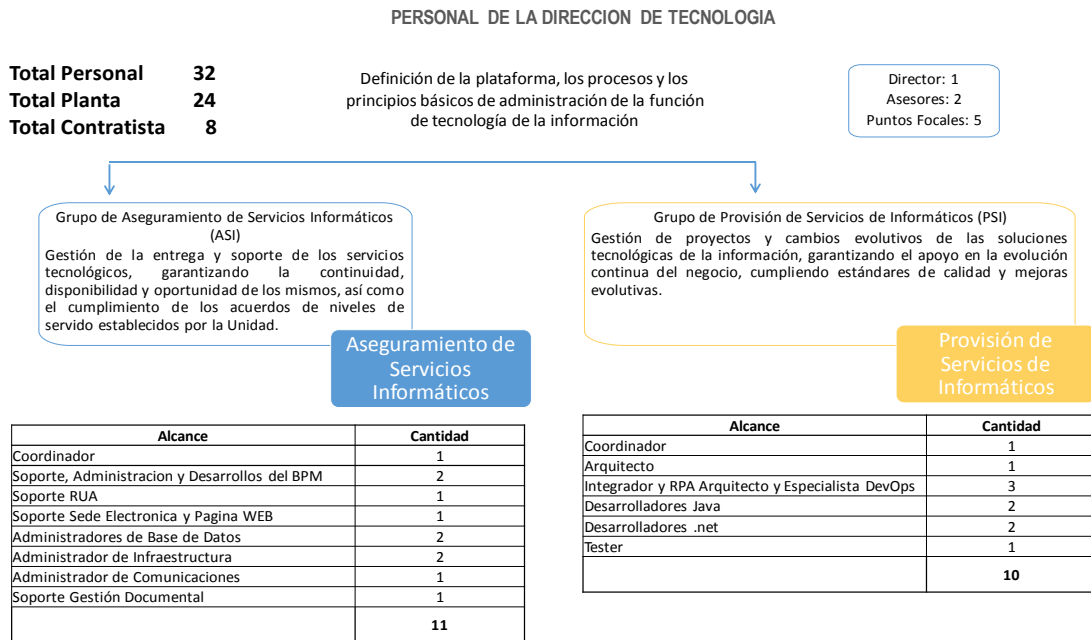 PERSONAL DE LA DIRECCION DE TECNOLOGIA
Total Personal 32
Total Planta 24
Total Contratista 8
Definición de la plataforma, los procesos y los
principios básicos de administración de la función
de tecnología de la información
Director: 1
Asesores: 2
Puntos Focales: 5
Grupo de Aseguramiento de Servicios Informáticos
(ASI)
Gestión de la entrega y soporte de los servicios
tecnológicos, garantizando la continuidad,
disponibilidad y oportunidad de los mismos, así como
el cumplimiento de los acuerdos de niveles de
servido establecidos por la Unidad.
Aseguramiento de
Servicios
Informáticos
Grupo de Provisión de Servicios de Informáticos (PSI)
Gestión de proyectos y cambios evolutivos de las soluciones
tecnológicas de la información, garantizando el apoyo en la evolución
continua del negocio, cumpliendo estándares de calidad y mejoras
evolutivas.
Provisión de
Servicios de
Informáticos
Alcance Cantidad
Coordinador 1
Soporte, Administracion y Desarrollos del BPM 2
Soporte RUA 1
Soporte Sede Electronica y Pagina WEB 1
Administradores de Base de Datos 2
Administrador de Infraestructura 2
Administrador de Comunicaciones 1
Soporte Gestión Documental 1
11
Alcance Cantidad
Coordinador 1
Arquitecto 1
Integrador y RPA Arquitecto y Especialista DevOps 3
Desarrolladores Java 2
Desarrolladores .net 2
Tester 1
10